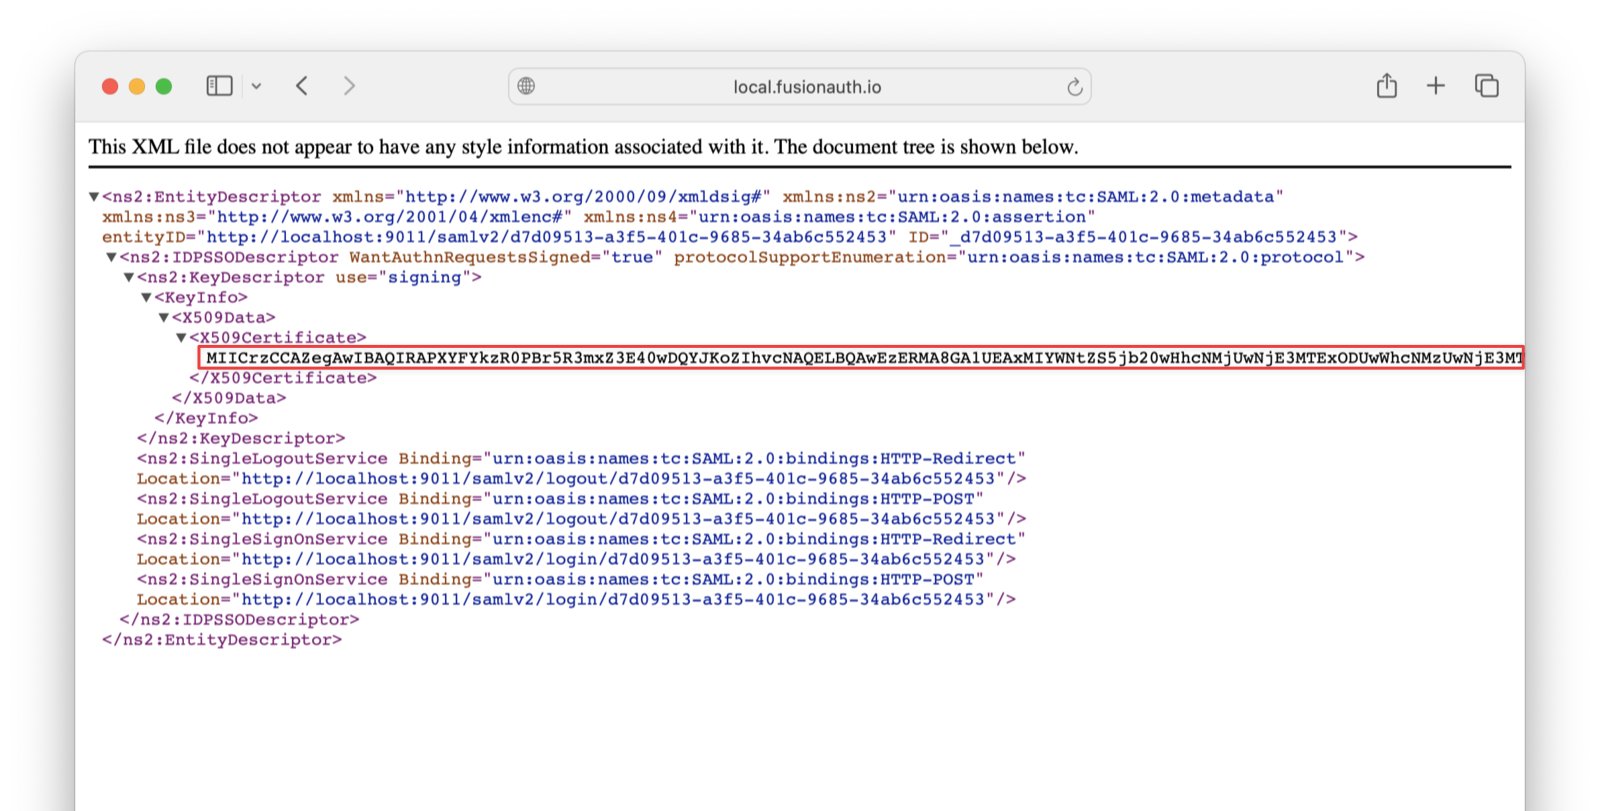 local.fusionauth.io
This XML file does not appear to have any style information associated with it. The document tree is shown below.
▼<ns2:EntityDescriptor xmlns="http://www.w3.org/2000/09/xmldsig#" xmlns:ns2="urn:oasis:names:tc:SAML:2.0:metadata"
xmlns:ns3="http://www.w3.org/2001/04/xmlenc#" xmlns:ns4="urn:oasis:names:tc:SAML:2.0:assertion"
entityID="http://localhost:9011/samlv2/d7d09513-a3f5-401c-9685-34ab6c552453" ID="_d7d09513-a3f5-401c-9685-34ab6c552453">
▼<ns2:IDPSSODescriptor WantAuthnRequestsSigned="true" protocolSupportEnumeration="urn:oasis:names:tc:SAML:2.0:protocol">
▼<ns2:KeyDescriptor use="signing">
▼<KeyInfo>
▼<X509Data>
▼<X509Certificate>
MIICrzCCAZegAwIBAQIRAPXYFYkzR0PBr5R3mxZ3E40wDQYJKoZIhvcNAQELBQAwEzERMA8GA1UEAxMIYWNtZS5jb20wHhcNMjUwNjE3MTExODUwWhcNMzUwNjE3MT
</X509Certificate>
</X509Data>
</KeyInfo>
</ns2:KeyDescriptor>
<ns2:SingleLogoutService Binding="urn:oasis:names:tc:SAML:2.0:bindings:HTTP-Redirect"
Location="http://localhost:9011/samlv2/logout/d7d09513-a3f5-401c-9685-34ab6c552453"/>
<ns2:SingleLogoutService Binding="urn:oasis:names:tc:SAML:2.0:bindings:HTTP-POST"
Location="http://localhost:9011/samlv2/logout/d7d09513-a3f5-401c-9685-34ab6c552453"/>
<ns2:SingleSignOnService Binding="urn:oasis:names:tc:SAML:2.0:bindings:HTTP-Redirect"
Location="http://localhost:9011/samlv2/login/d7d09513-a3f5-401c-9685-34ab6c552453"/>
<ns2:SingleSignOnService Binding="urn:oasis:names:tc:SAML:2.0:bindings:HTTP-POST"
Location="http://localhost:9011/samlv2/login/d7d09513-a3f5-401c-9685-34ab6c552453"/>
</ns2:IDPSSODescriptor>
</ns2:EntityDescriptor>